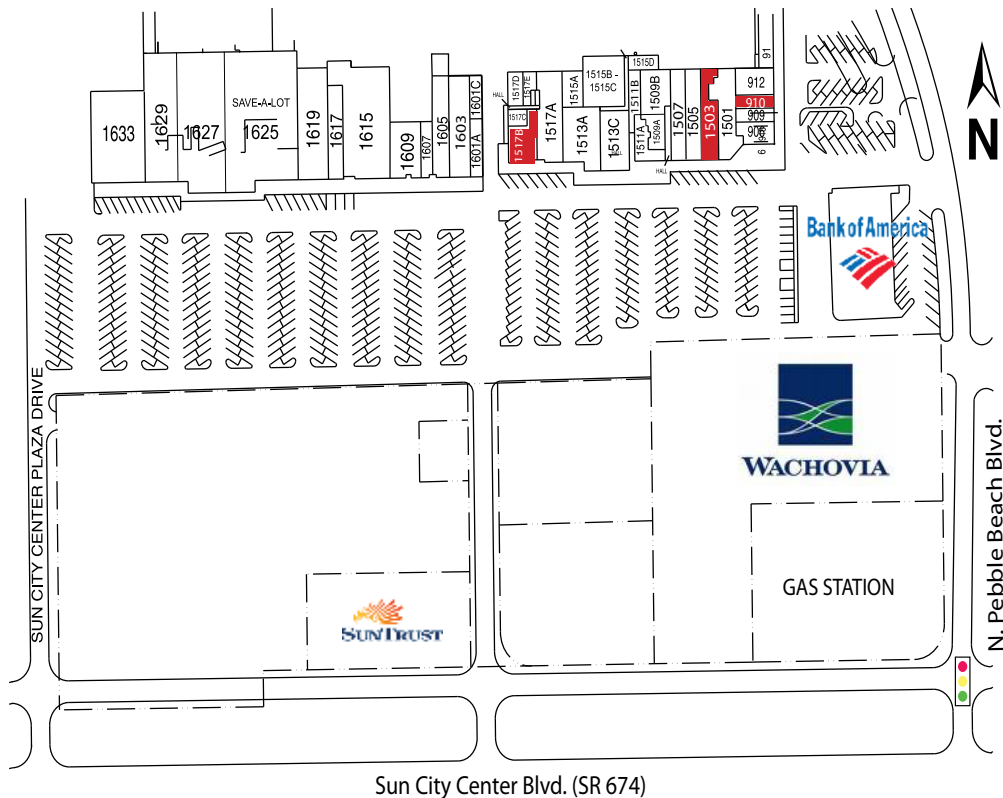 91
1515D
1517D
1517E
HALL
1517C
1517B
1517A
1515A
1515B -
1515C
1513A
1513C
1511B
1511A
1509B
1509A
HALL
1507
1505
1503
1501
912
910
909
N
1633
1629
1627
SAVE-A-LOT
1625
1619
1617
1615
1609
1607
1605
1603
1601C
1601A
Bank of America
SUN CITY CENTER PLAZA DRIVE
WACHOVIA
GAS STATION
SUNTRUST
N. Pebble Beach Blvd.
Sun City Center Blvd. (SR 674)